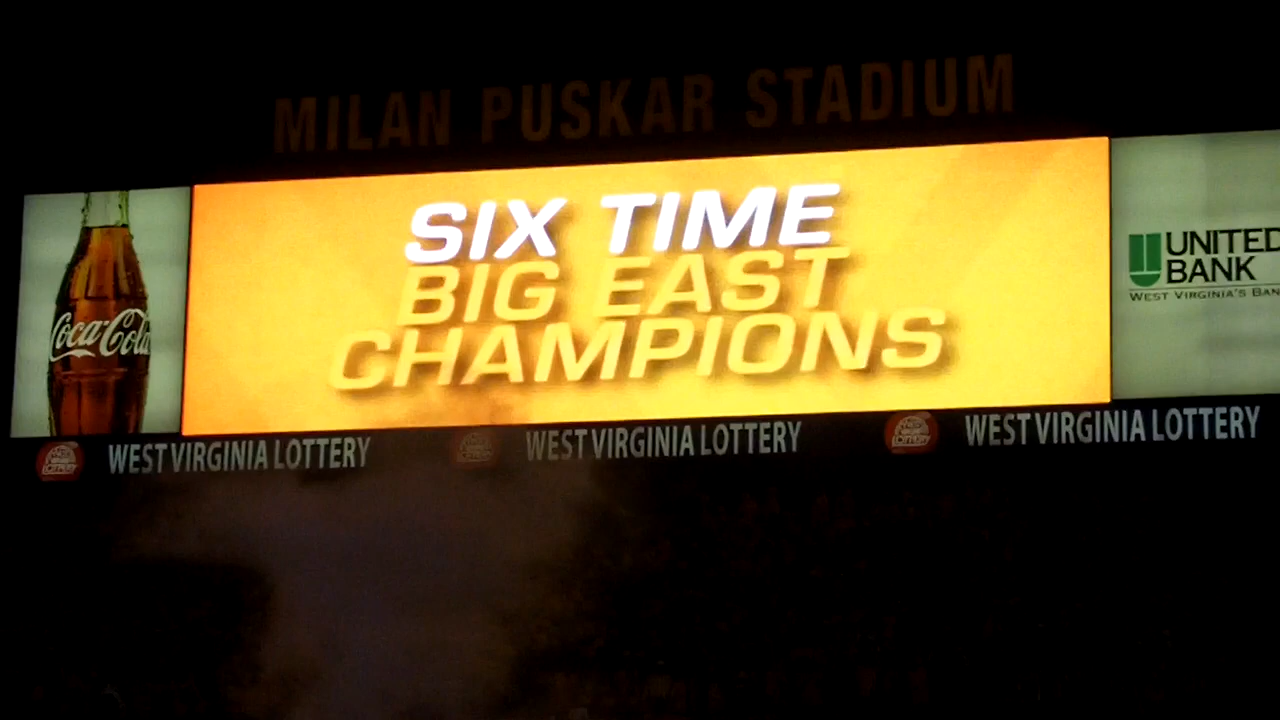 MILAN PUSKAR STADIUM
SIX TIME
BIG EAST
CHAMPIONS
Coca-Cola
UNITED
BANK
WEST VIRGINIA'S BAN
WEST VIRGINIA LOTTERY
WEST VIRGINIA LOTTERY
WEST VIRGINIA LOTTERY